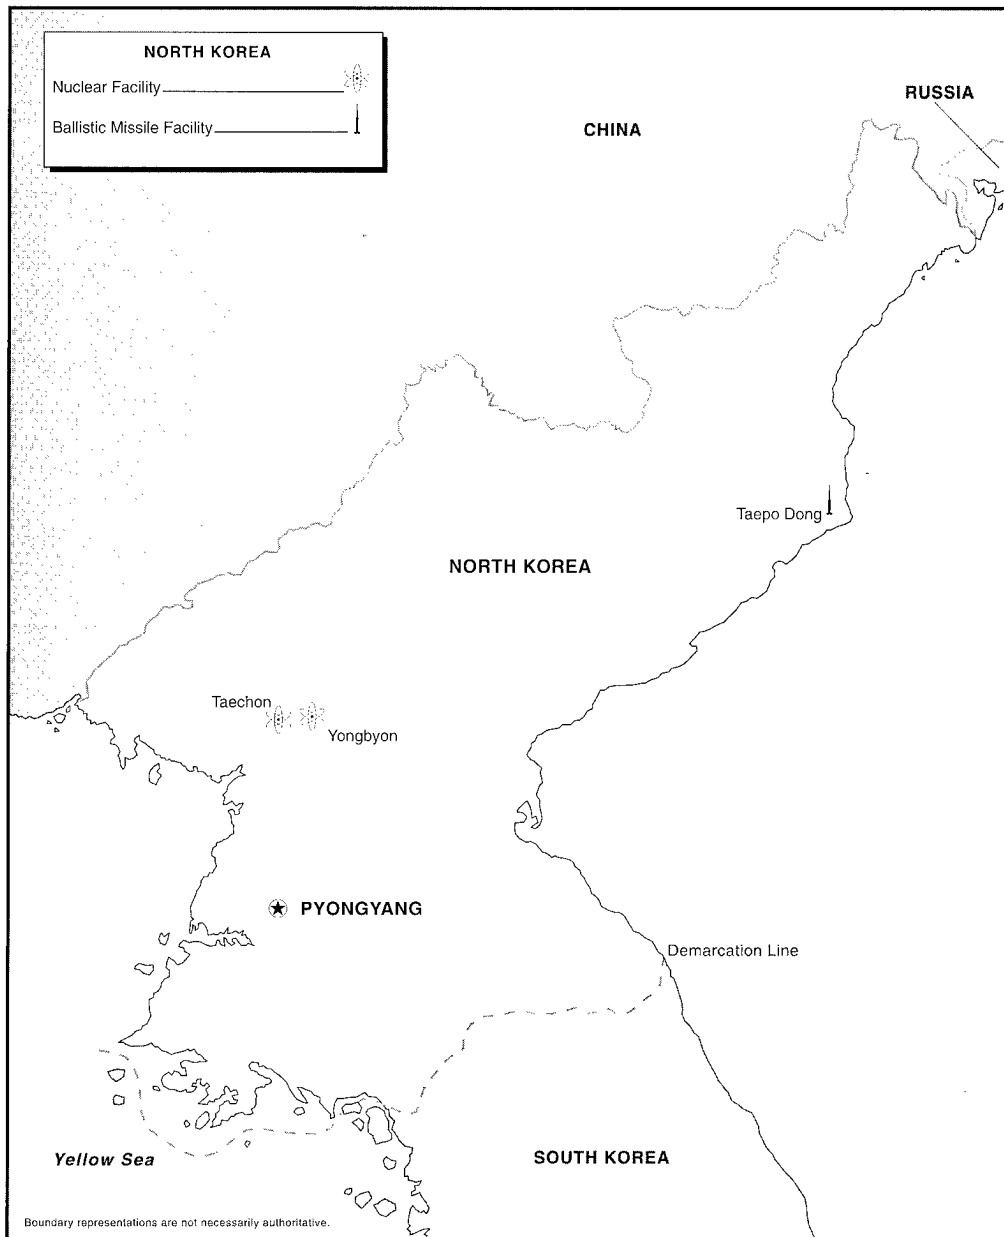 NORTH KOREA
Nuclear Facility
Ballistic Missile Facility
RUSSIA
CHINA
Taepo Dong
NORTH KOREA
Taechon
Yongbyon
PYONGYANG
Demarcation Line
Yellow Sea
SOUTH KOREA
Boundary representations are not necessarily authoritative.